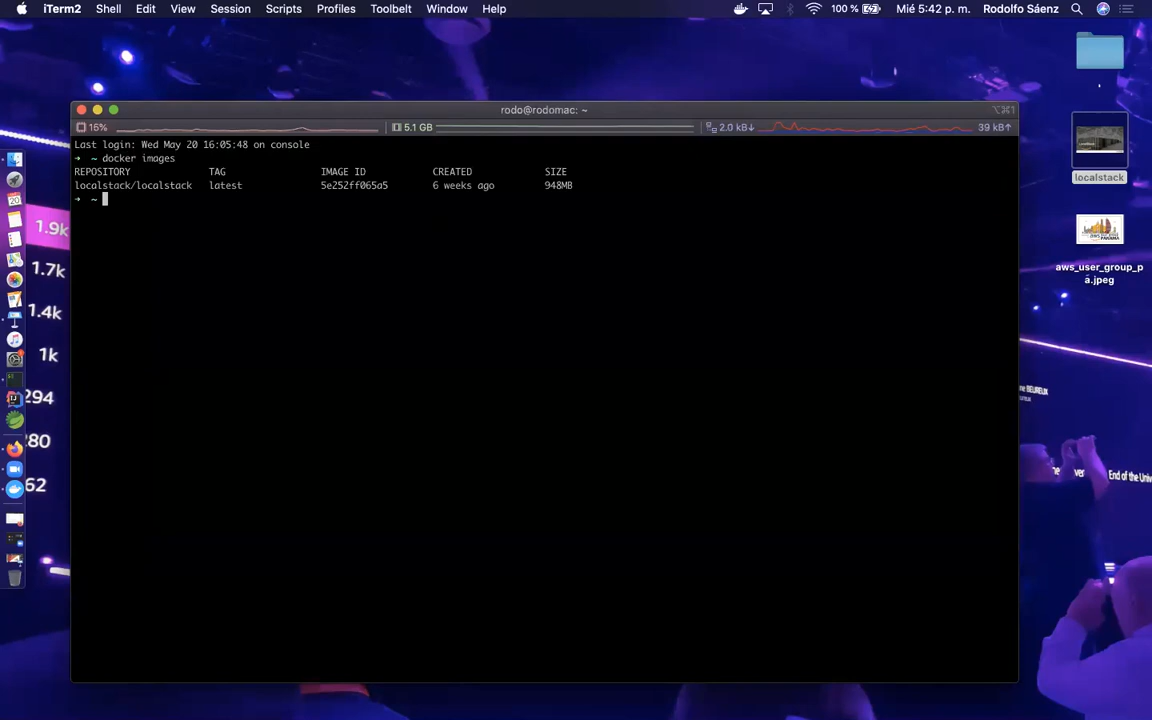 iTerm2 Shell Edit View Session Scripts Profiles Toolbelt Window Help 100 % Mié 5:42 p. m. Rodolfo Sáenz
rodo@rodomac: ~
⌥⌘1
16% 5.1 GB 2.0 kB↓ 39 kB↑
Last login: Wed May 20 16:05:48 on console
➜ ~ docker images
REPOSITORY TAG IMAGE ID CREATED SIZE
localstack/localstack latest 5e252ff065a5 6 weeks ago 948MB
➜ ~
localstack
aws_user_group_p
a.jpeg
1.9k
1.7k
1.4k
1k
294
80
62
End of the Univ